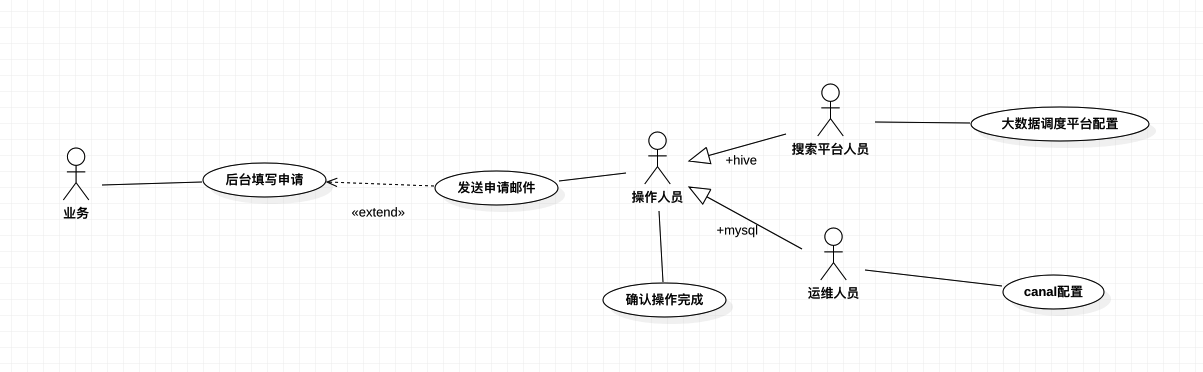 业务
后台填写申请
«extend»
发送申请邮件
操作人员
确认操作完成
+hive
+mysql
搜索平台人员
大数据调度平台配置
运维人员
canal配置